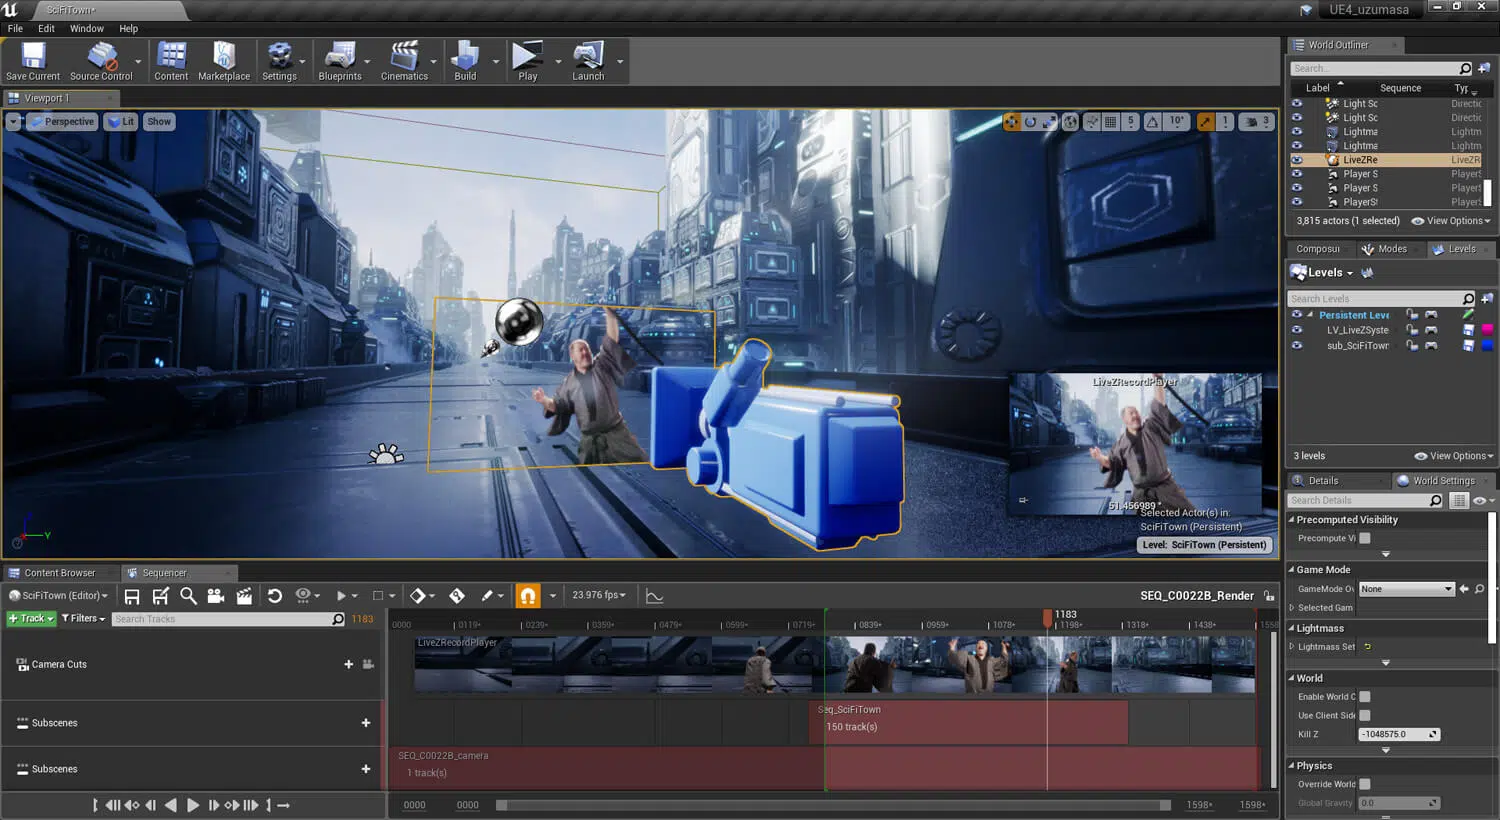 SciFiTown*
UE4_uzumasa
File Edit Window Help
Save Current
Source Control
Content
Marketplace
Settings
Blueprints
Cinematics
Build
Play
Launch
Viewport 1
Perspective
Lit
Show
5
10°
1
3
LiveZRecordPlayer
51.456989 °
Selected Actor(s) in:
SciFiTown (Persistent)
Level: SciFiTown (Persistent)
World Outliner
Search...
Label Sequence Typ
Light Sc Directic
Light Sc Directic
Lightma Lightm
Lightma Lightm
LiveZRe LiveZR
Player S Player
Player S Player
PlayerSt Player
3,815 actors (1 selected) View Options
Composui Modes Levels
Levels
Search Levels
Persistent Leve
LV_LiveZSyste
sub_SciFiTown
3 levels View Options
Details World Settings
Search Details
Precomputed Visibility
Precompute Vi
Game Mode
GameMode Ov None
Selected Gam
Lightmass
Lightmass Set
World
Enable World C
Use Client Side
Kill Z -1048575.0
Physics
Override World
Global Gravity 0.0
Content Browser Sequencer
SciFiTown (Editor)
23.976 fps
SEQ_C0022B_Render
+ Track Filters Search Tracks 1183
1183
0000 0119* 0239* 0359* 0479* 0599* 0719* 0839* 0959* 1078* 1198* 1318* 1438* 1558
Camera Cuts
LiveZRecordPlayer
Subscenes
Seq_SciFiTown
150 track(s)
Subscenes
SEQ_C0022B_camera
1 track(s)
0000 0000 1598* 1598*